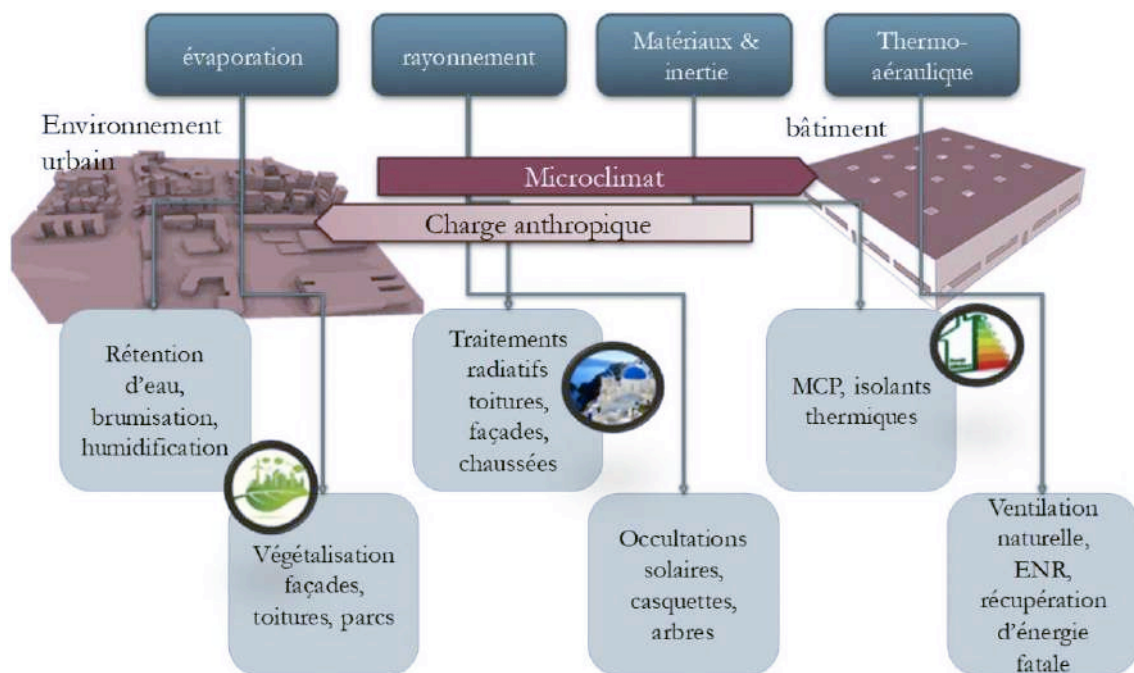 évaporation
rayonnement
Matériaux &
inertie
Thermo-
aéraulique
Environnement
urbain
bâtiment
Microclimat
Charge anthropique
Rétention
d'eau,
brumisation,
humidification
Traitements
radiatifs
toitures,
façades,
chaussées
MCP, isolants
thermiques
Végétalisation
façades,
toitures, parcs
Occultations
solaires,
casquettes,
arbres
Ventilation
naturelle,
ENR,
récupération
d'énergie
fatale